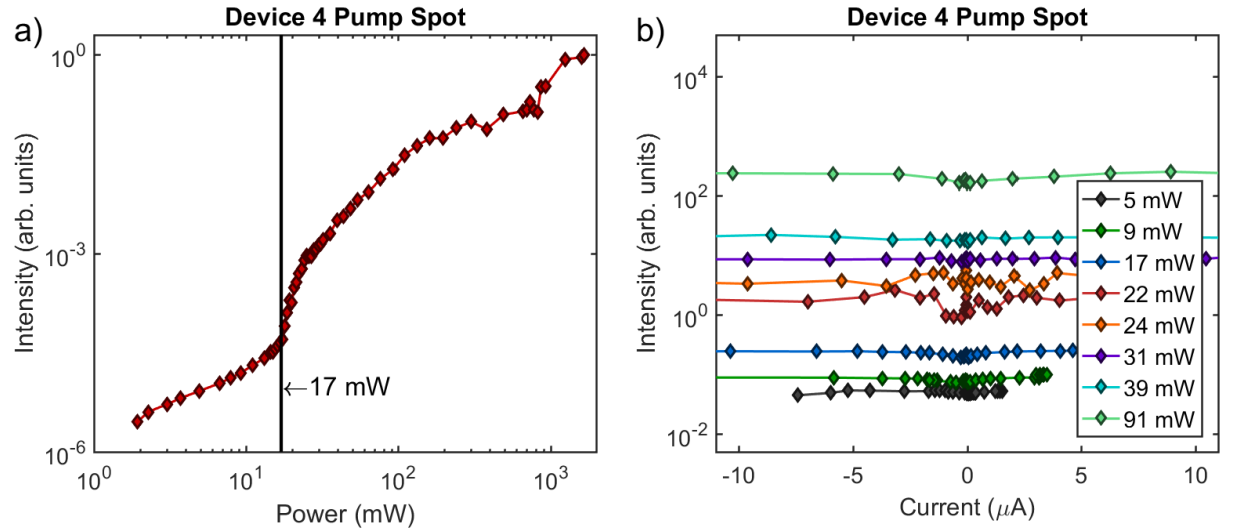 a)
Device 4 Pump Spot
Intensity (arb. units)
10^0
10^-3
10^-6
←17 mW
10^0
10^1
10^2
10^3
Power (mW)
b)
Device 4 Pump Spot
Intensity (arb. units)
10^4
10^2
10^0
10^-2
5 mW
9 mW
17 mW
22 mW
24 mW
31 mW
39 mW
91 mW
-10
-5
0
5
10
Current (μA)